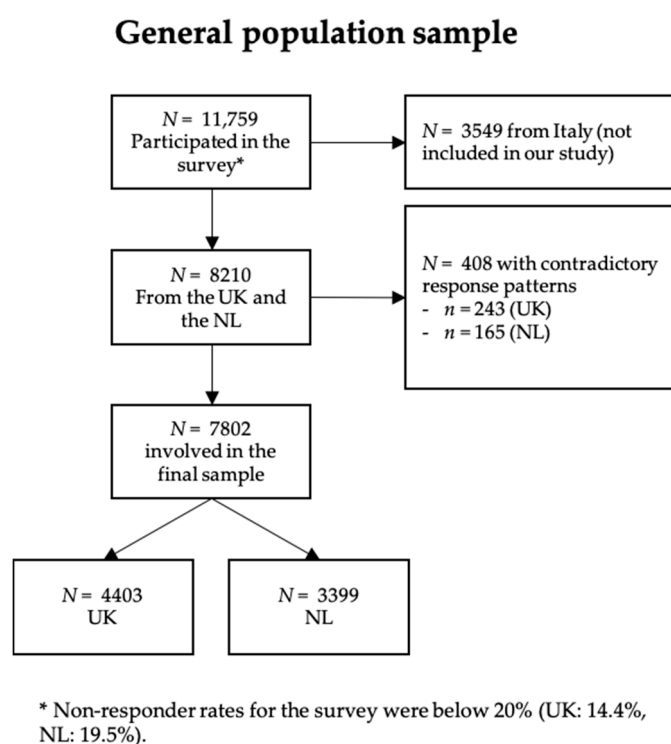 General population sample
N = 11,759
Participated in the
survey*
N = 3549 from Italy (not
included in our study)
N = 8210
From the UK and
the NL
N = 408 with contradictory
response patterns
- n = 243 (UK)
- n = 165 (NL)
N = 7802
involved in the
final sample
N = 4403
UK
N = 3399
NL
* Non-responder rates for the survey were below 20% (UK: 14.4%,
NL: 19.5%).